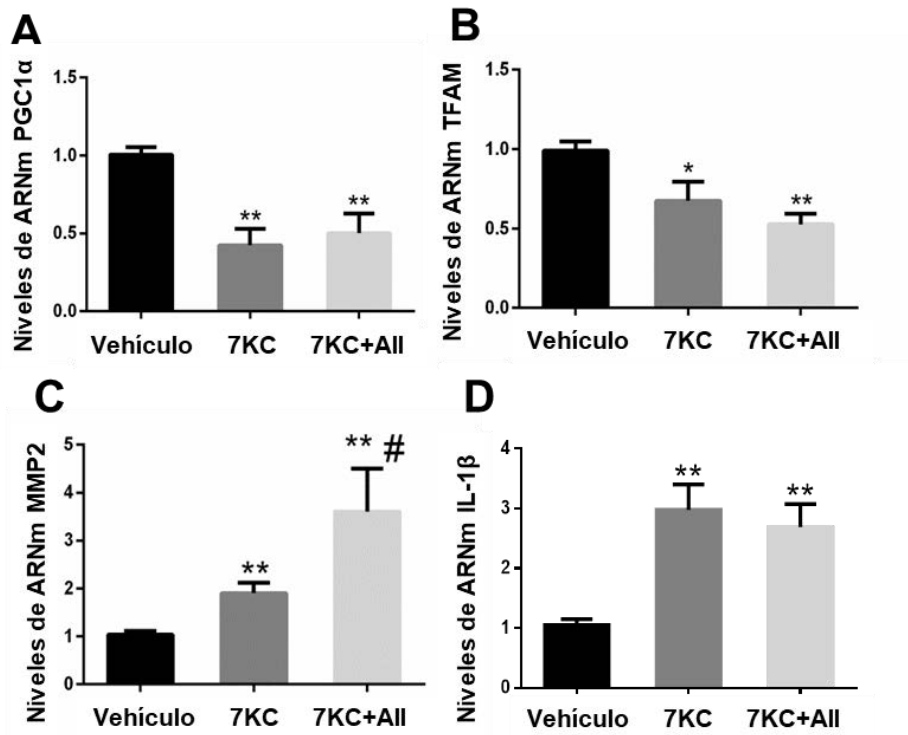 A
Niveles de ARNm PGC1α
1.5
1.0
0.5
0.0
**
**
Vehículo 7KC 7KC+AII
B
Niveles de ARNm TFAM
1.5
1.0
0.5
0.0
*
**
Vehículo 7KC 7KC+AII
C
Niveles de ARNm MMP2
5
4
3
2
1
0
**
** #
Vehículo 7KC 7KC+AII
D
Niveles de ARNm IL-1β
4
3
2
1
0
**
**
Vehículo 7KC 7KC+AII